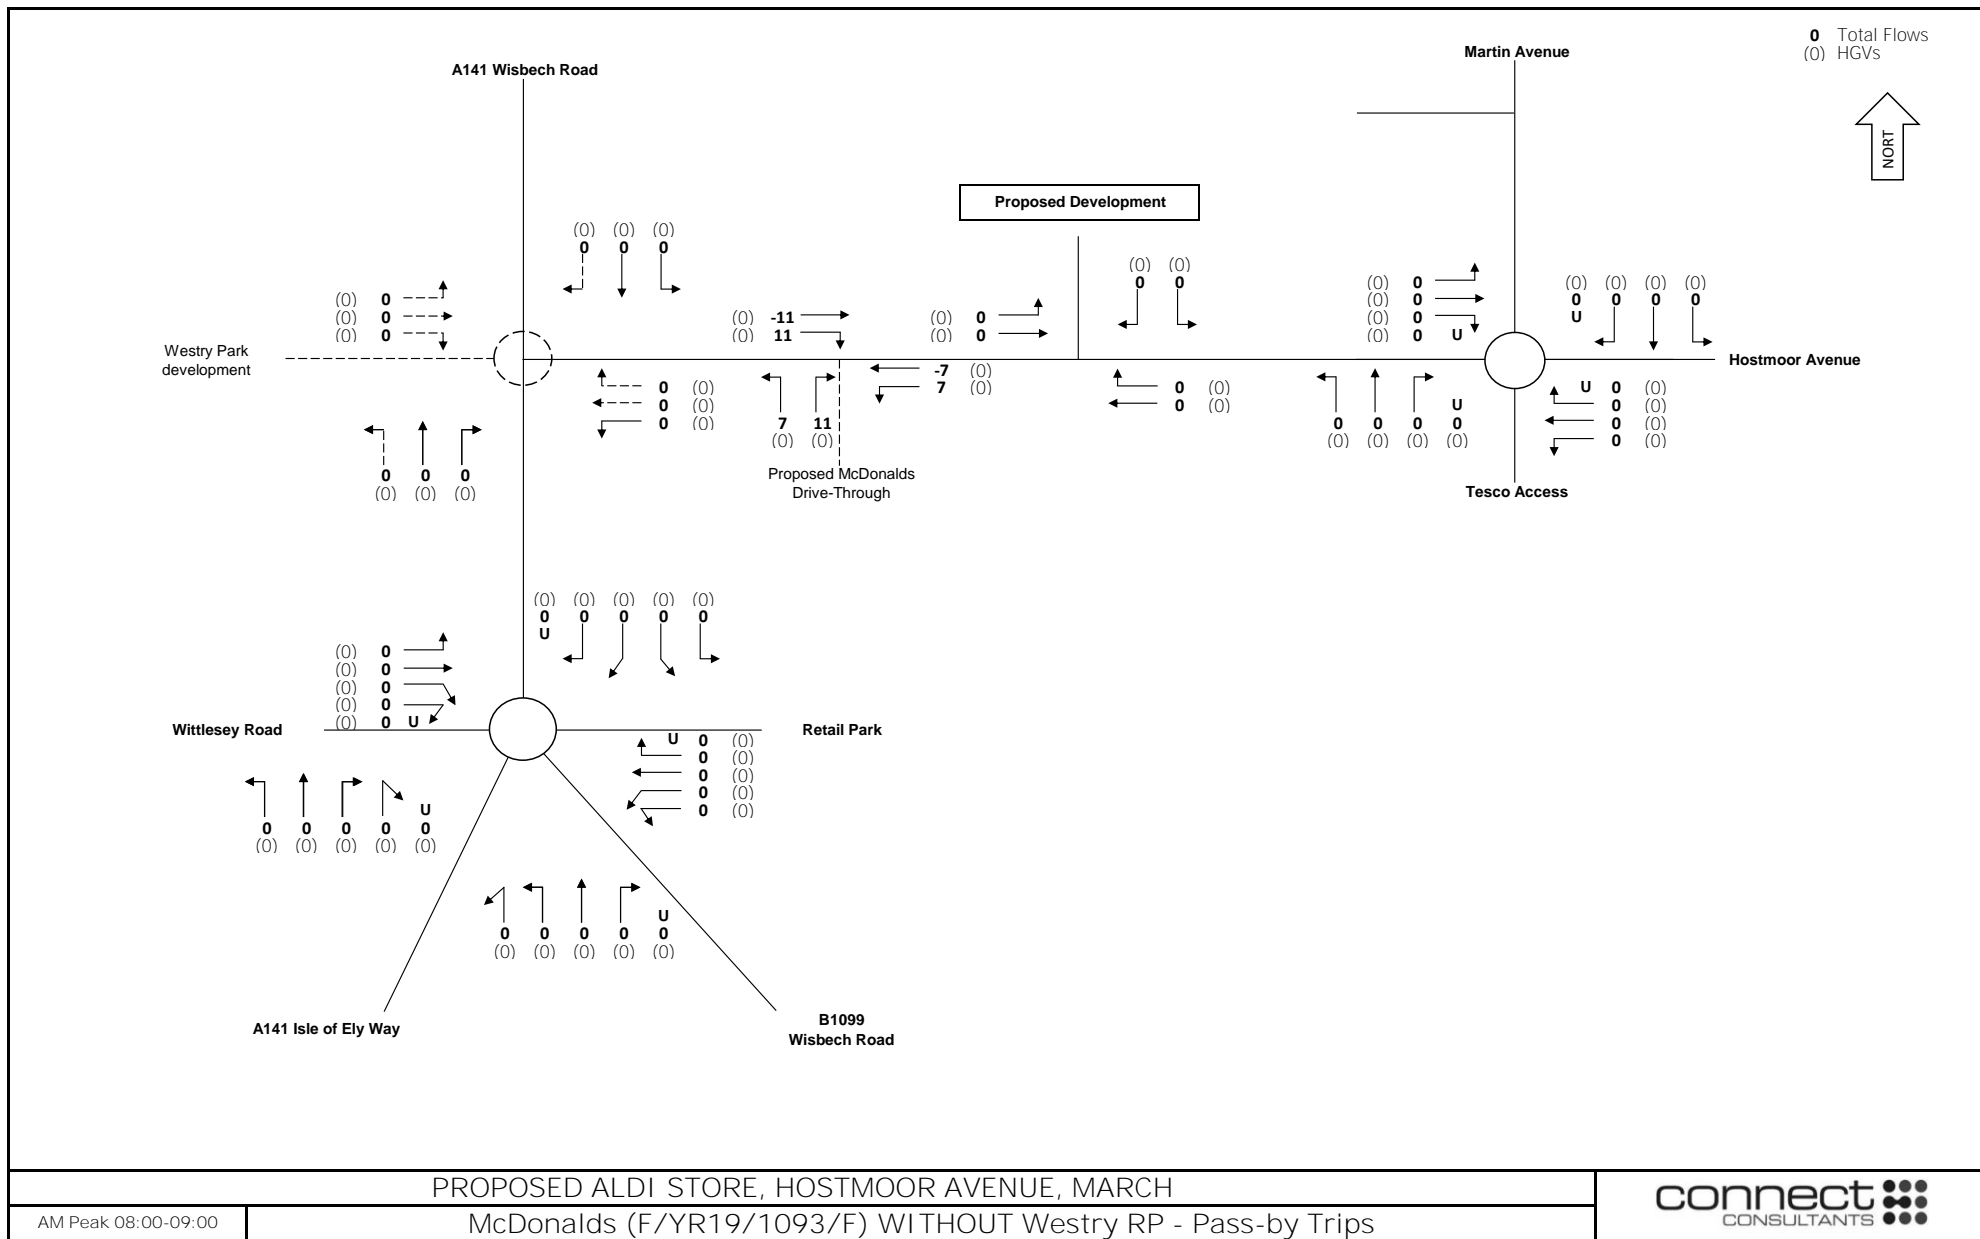 0 Total Flows
(0) HGVs
NORT
A141 Wisbech Road
Martin Avenue
Proposed Development
(0) (0) (0)
0 0 0
(0) 0
(0) 0
(0) 0
Westry Park
development
(0) -11
(0) 11
(0) 0
(0) 0
(0) (0)
0 0
(0) 0
(0) 0
(0) 0
(0) 0 U
(0) (0) (0) (0)
0 0 0 0
U
Hostmoor Avenue
0 (0)
0 (0)
0 (0)
-7 (0)
7 (0)
7 11
(0) (0)
0 (0)
0 (0)
U
0 0 0 0
(0) (0) (0) (0)
U 0 (0)
0 (0)
0 (0)
0 (0)
0 0 0
(0) (0) (0)
Proposed McDonalds
Drive-Through
Tesco Access
(0) (0) (0) (0) (0)
0 0 0 0 0
U
(0) 0
(0) 0
(0) 0
(0) 0
(0) 0 U
Wittlesey Road
Retail Park
U 0 (0)
0 (0)
0 (0)
0 (0)
0 (0)
U
0 0 0 0 0
(0) (0) (0) (0) (0)
U
0 0 0 0 0
(0) (0) (0) (0) (0)
A141 Isle of Ely Way
B1099
Wisbech Road
PROPOSED ALDI STORE, HOSTMOOR AVENUE, MARCH
AM Peak 08:00-09:00
McDonalds (F/YR19/1093/F) WITHOUT Westry RP - Pass-by Trips
connect
CONSULTANTS